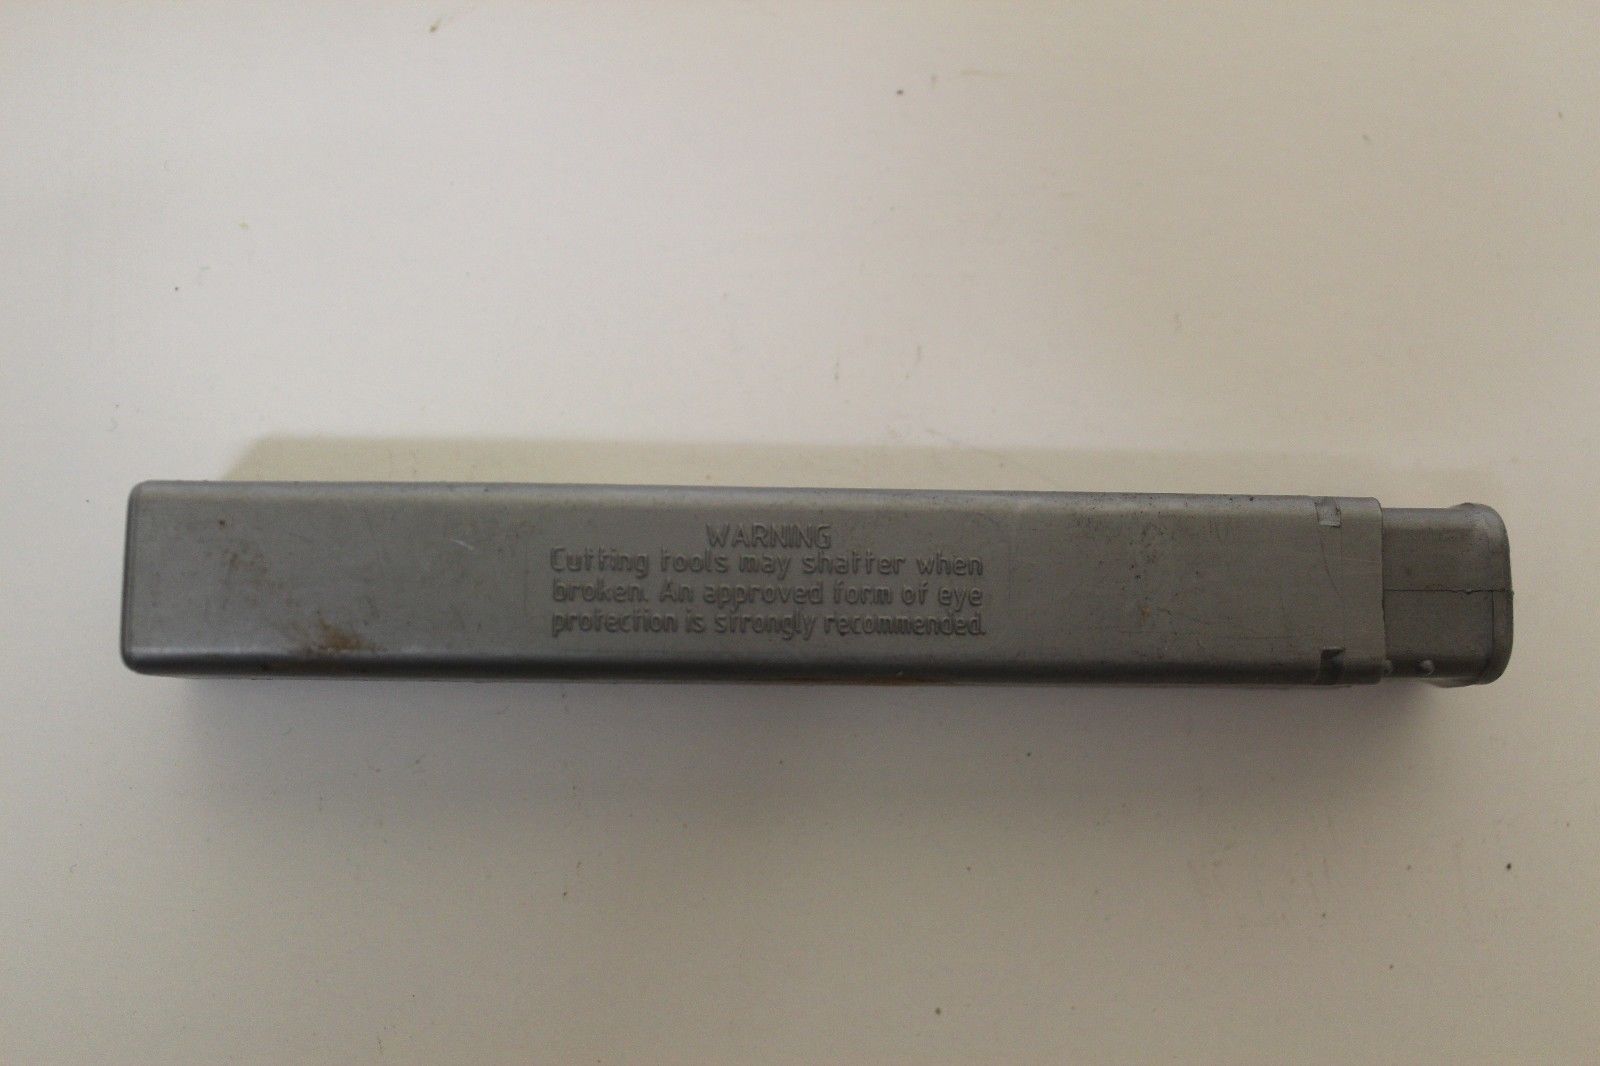 WARNING
Cutting tools may shatter when
broken. An approved form of eye
protection is strongly recommended.